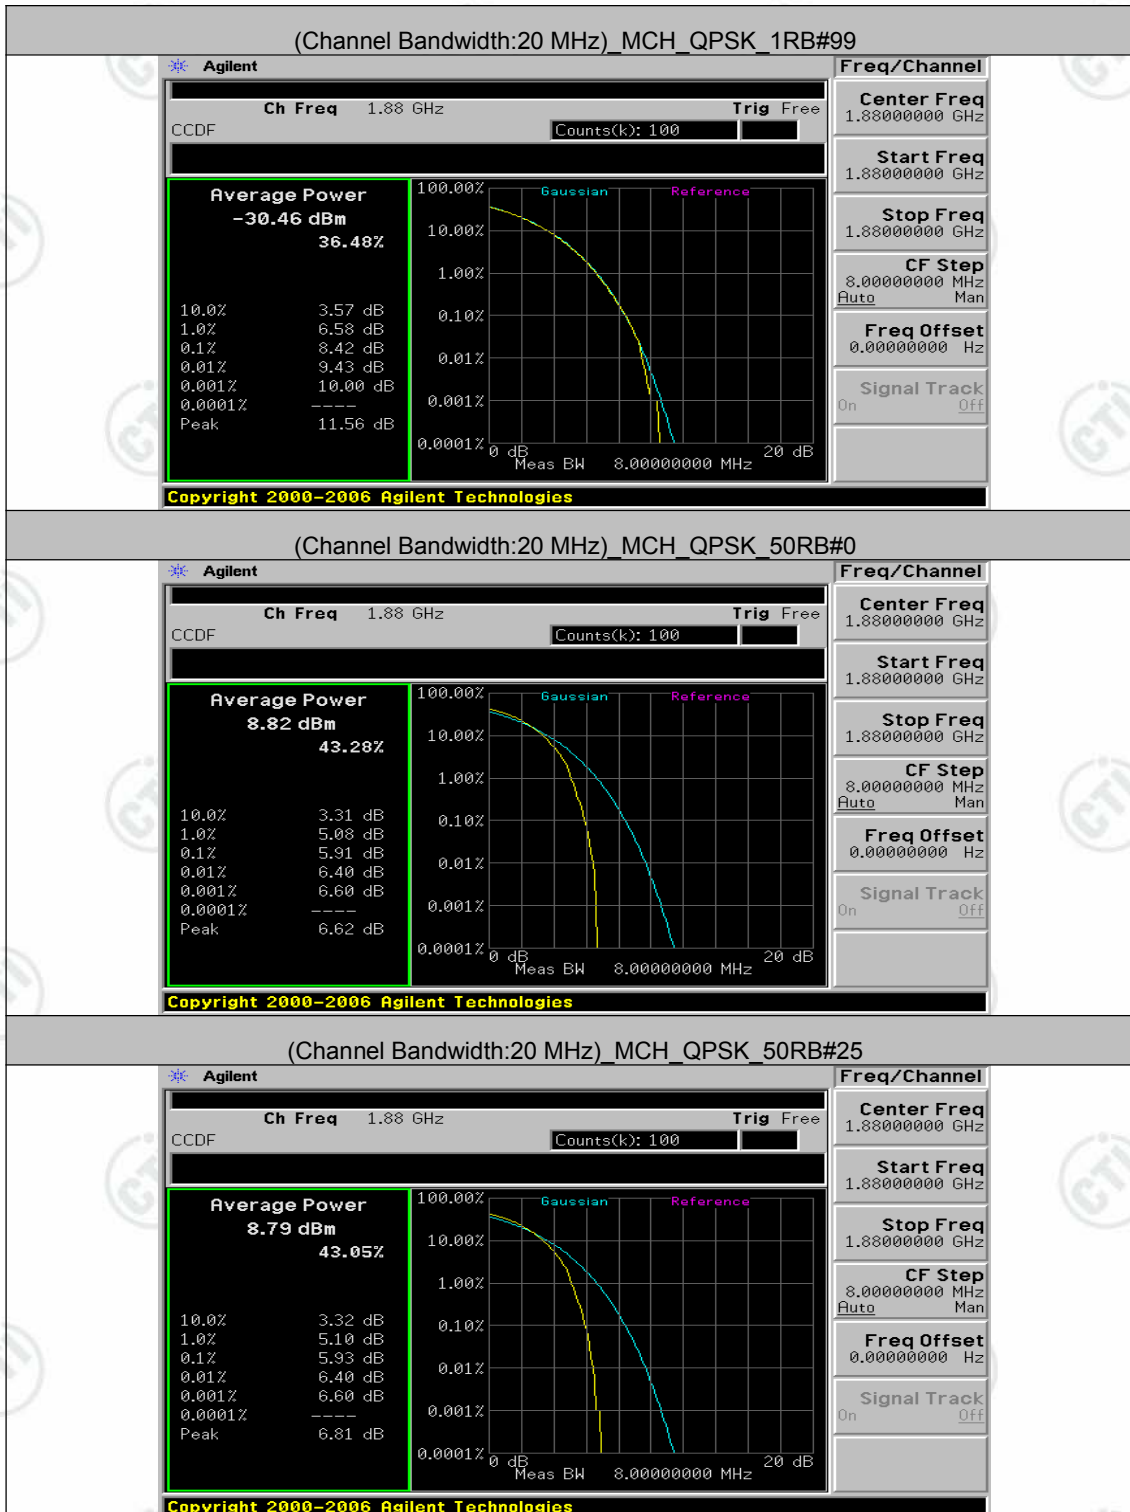 (Channel Bandwidth:20 MHz)_MCH_QPSK_1RB#99
Agilent
Freq/Channel
Ch Freq 1.88 GHz Trig Free
CCDF Counts(k): 100
Center Freq
1.88000000 GHz
Start Freq
1.88000000 GHz
Stop Freq
1.88000000 GHz
CF Step
8.00000000 MHz
Auto Man
Freq Offset
0.00000000 Hz
Signal Track
On Off
Average Power
-30.46 dBm
36.48%
10.0% 3.57 dB
1.0% 6.58 dB
0.1% 8.42 dB
0.01% 9.43 dB
0.001% 10.00 dB
0.0001% ----
Peak 11.56 dB
Gaussian Reference
100.00%
10.00%
1.00%
0.10%
0.01%
0.001%
0.0001%
0 dB 20 dB
Meas BW 8.00000000 MHz
Copyright 2000-2006 Agilent Technologies
(Channel Bandwidth:20 MHz)_MCH_QPSK_50RB#0
Agilent
Freq/Channel
Ch Freq 1.88 GHz Trig Free
CCDF Counts(k): 100
Center Freq
1.88000000 GHz
Start Freq
1.88000000 GHz
Stop Freq
1.88000000 GHz
CF Step
8.00000000 MHz
Auto Man
Freq Offset
0.00000000 Hz
Signal Track
On Off
Average Power
8.82 dBm
43.28%
10.0% 3.31 dB
1.0% 5.08 dB
0.1% 5.91 dB
0.01% 6.40 dB
0.001% 6.60 dB
0.0001% ----
Peak 6.62 dB
Gaussian Reference
100.00%
10.00%
1.00%
0.10%
0.01%
0.001%
0.0001%
0 dB 20 dB
Meas BW 8.00000000 MHz
Copyright 2000-2006 Agilent Technologies
(Channel Bandwidth:20 MHz)_MCH_QPSK_50RB#25
Agilent
Freq/Channel
Ch Freq 1.88 GHz Trig Free
CCDF Counts(k): 100
Center Freq
1.88000000 GHz
Start Freq
1.88000000 GHz
Stop Freq
1.88000000 GHz
CF Step
8.00000000 MHz
Auto Man
Freq Offset
0.00000000 Hz
Signal Track
On Off
Average Power
8.79 dBm
43.05%
10.0% 3.32 dB
1.0% 5.10 dB
0.1% 5.93 dB
0.01% 6.40 dB
0.001% 6.60 dB
0.0001% ----
Peak 6.81 dB
Gaussian Reference
100.00%
10.00%
1.00%
0.10%
0.01%
0.001%
0.0001%
0 dB 20 dB
Meas BW 8.00000000 MHz
Copyright 2000-2006 Agilent Technologies
CTI
CTI
CTI
CTI
CTI
CTI